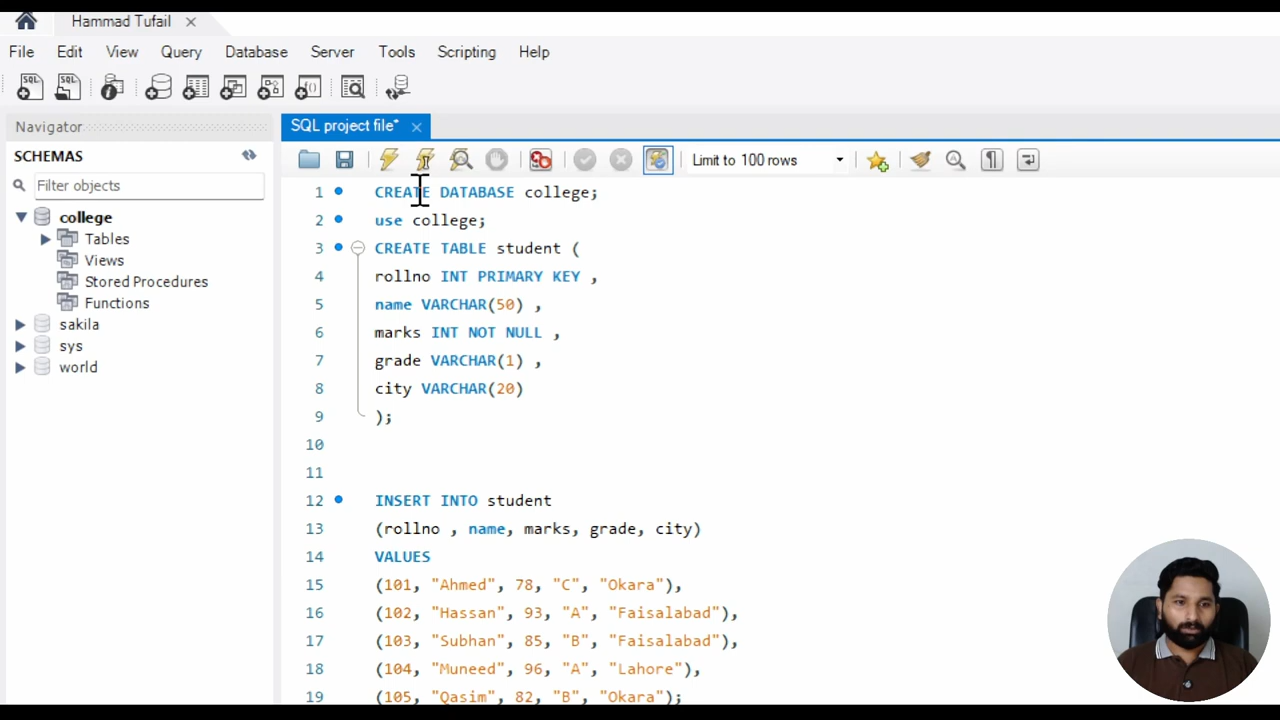 Hammad Tufail
File Edit View Query Database Server Tools Scripting Help
SQL SQL
Navigator
SCHEMAS
Filter objects
college
Tables
Views
Stored Procedures
Functions
sakila
sys
world
SQL project file*
Limit to 100 rows
1 CREATE DATABASE college;
2 use college;
3 CREATE TABLE student (
4 rollno INT PRIMARY KEY ,
5 name VARCHAR(50) ,
6 marks INT NOT NULL ,
7 grade VARCHAR(1) ,
8 city VARCHAR(20)
9 );
10
11
12 INSERT INTO student
13 (rollno , name, marks, grade, city)
14 VALUES
15 (101, "Ahmed", 78, "C", "Okara"),
16 (102, "Hassan", 93, "A", "Faisalabad"),
17 (103, "Subhan", 85, "B", "Faisalabad"),
18 (104, "Muneed", 96, "A", "Lahore"),
19 (105, "Qasim", 82, "B", "Okara");